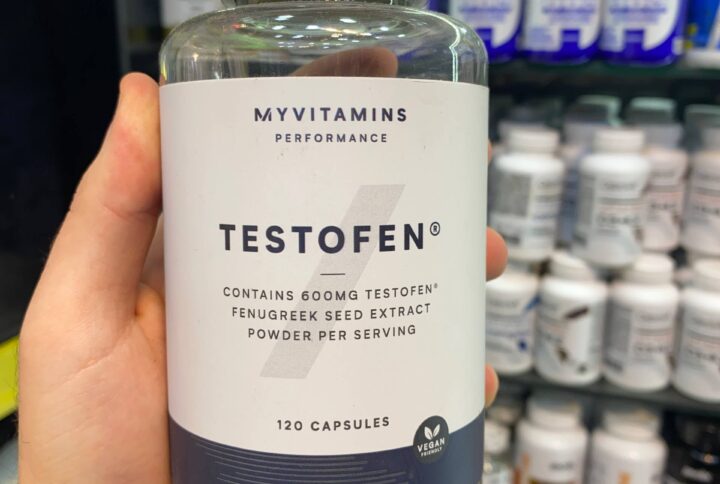 MYVITAMINS
PERFORMANCE
TESTOFEN®
CONTAINS 600MG TESTOFEN®
FENUGREEK SEED EXTRACT
POWDER PER SERVING
120 CAPSULES
VEGAN
FRIENDLY